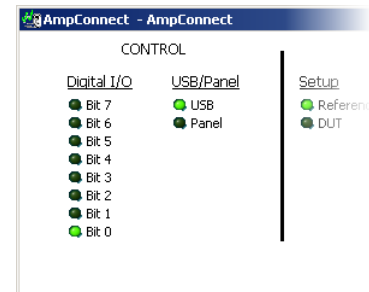 AmpConnect - AmpConnect
CONTROL
Digital I/O
Bit 7
Bit 6
Bit 5
Bit 4
Bit 3
Bit 2
Bit 1
Bit 0
USB/Panel
USB
Panel
Setup
Referen
DUT